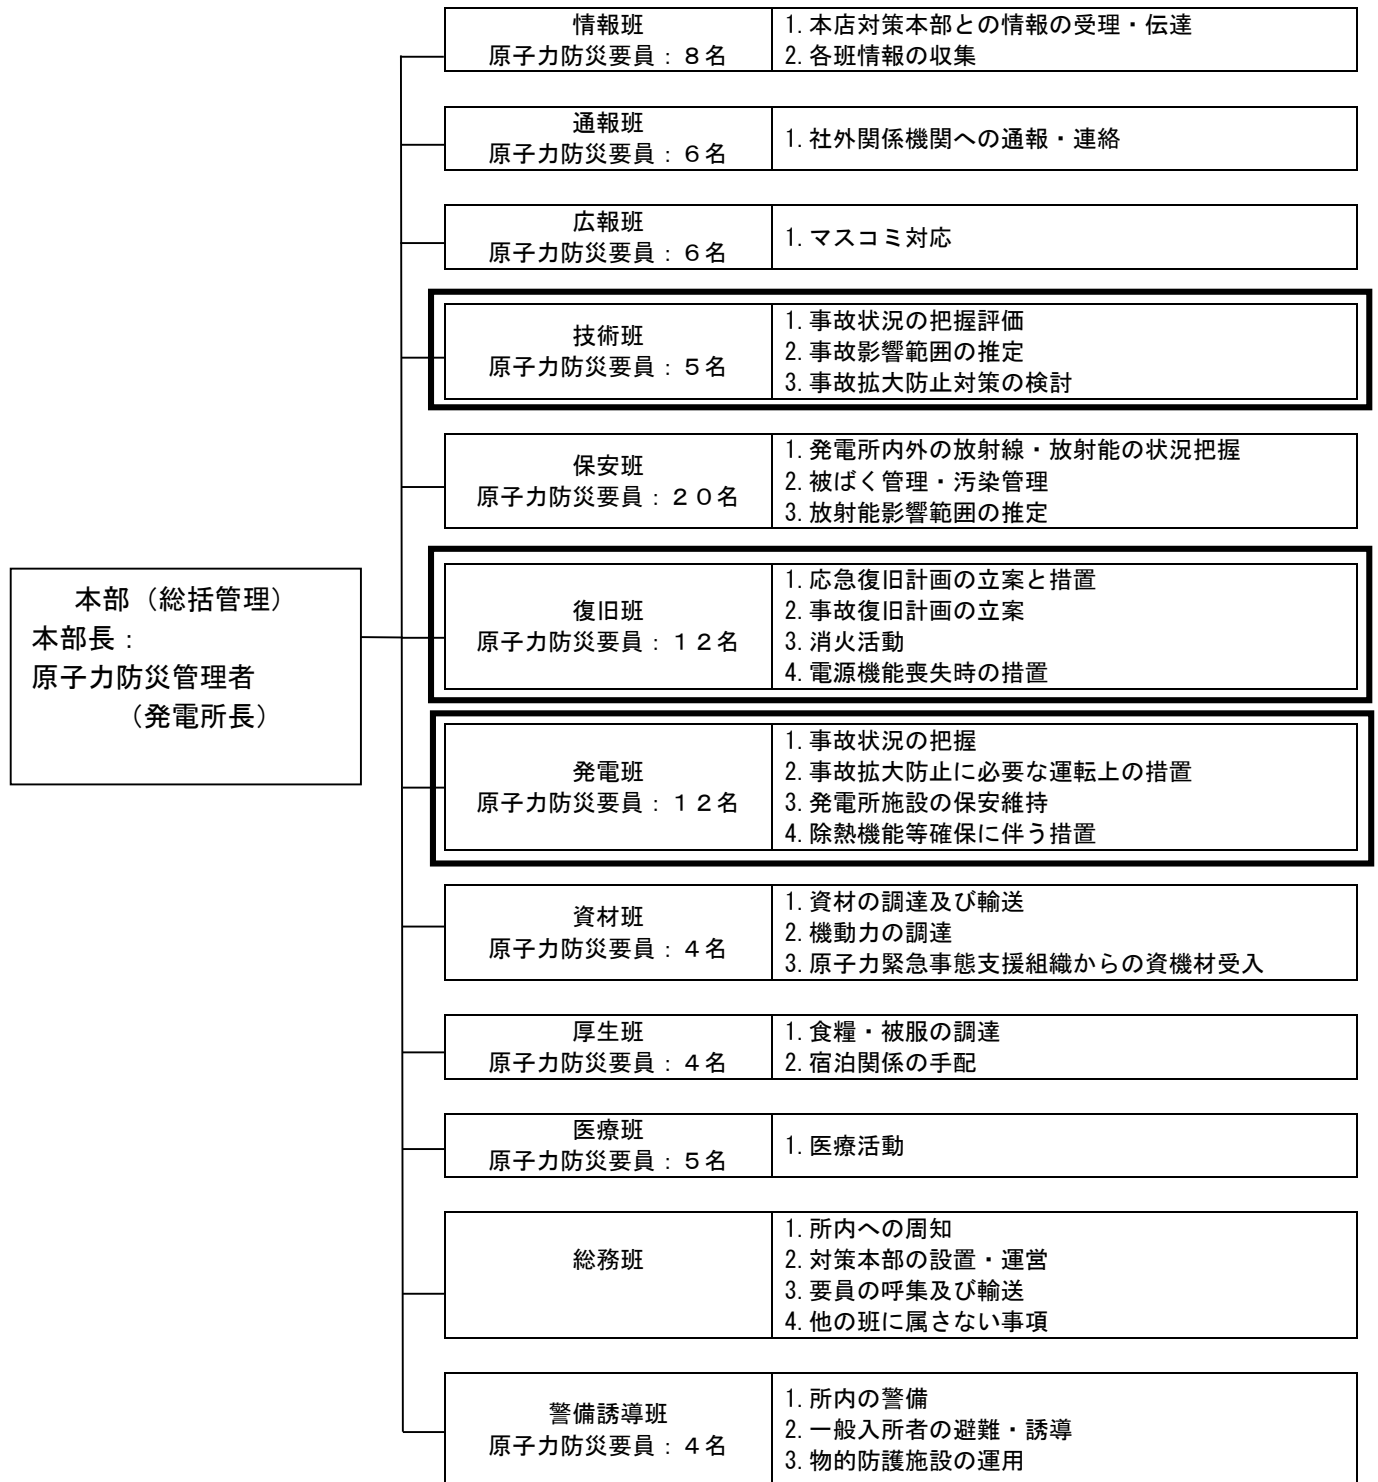 情報班
原子力防災要員：８名
1. 本店対策本部との情報の受理・伝達
2. 各班情報の収集
通報班
原子力防災要員：６名
1. 社外関係機関への通報・連絡
広報班
原子力防災要員：６名
1. マスコミ対応
技術班
原子力防災要員：５名
1. 事故状況の把握評価
2. 事故影響範囲の推定
3. 事故拡大防止対策の検討
保安班
原子力防災要員：２０名
1. 発電所内外の放射線・放射能の状況把握
2. 被ばく管理・汚染管理
3. 放射能影響範囲の推定
本部（総括管理）
本部長：
原子力防災管理者
（発電所長）
復旧班
原子力防災要員：１２名
1. 応急復旧計画の立案と措置
2. 事故復旧計画の立案
3. 消火活動
4. 電源機能喪失時の措置
発電班
原子力防災要員：１２名
1. 事故状況の把握
2. 事故拡大防止に必要な運転上の措置
3. 発電所施設の保安維持
4. 除熱機能等確保に伴う措置
資材班
原子力防災要員：４名
1. 資材の調達及び輸送
2. 機動力の調達
3. 原子力緊急事態支援組織からの資機材受入
厚生班
原子力防災要員：４名
1. 食糧・被服の調達
2. 宿泊関係の手配
医療班
原子力防災要員：５名
1. 医療活動
総務班
1. 所内への周知
2. 対策本部の設置・運営
3. 要員の呼集及び輸送
4. 他の班に属さない事項
警備誘導班
原子力防災要員：４名
1. 所内の警備
2. 一般入所者の避難・誘導
3. 物的防護施設の運用